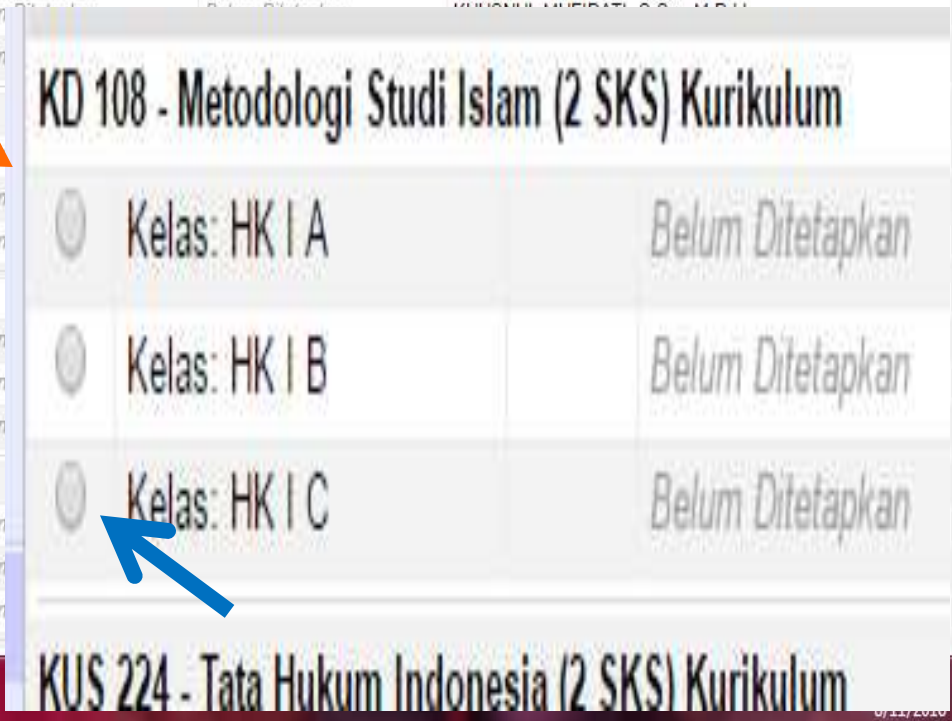 KD 108 - Metodologi Studi Islam (2 SKS) Kurikulum
Kelas: HK I A Belum Ditetapkan
Kelas: HK I B Belum Ditetapkan
Kelas: HK I C Belum Ditetapkan
KUS 224 - Tata Hukum Indonesia (2 SKS) Kurikulum